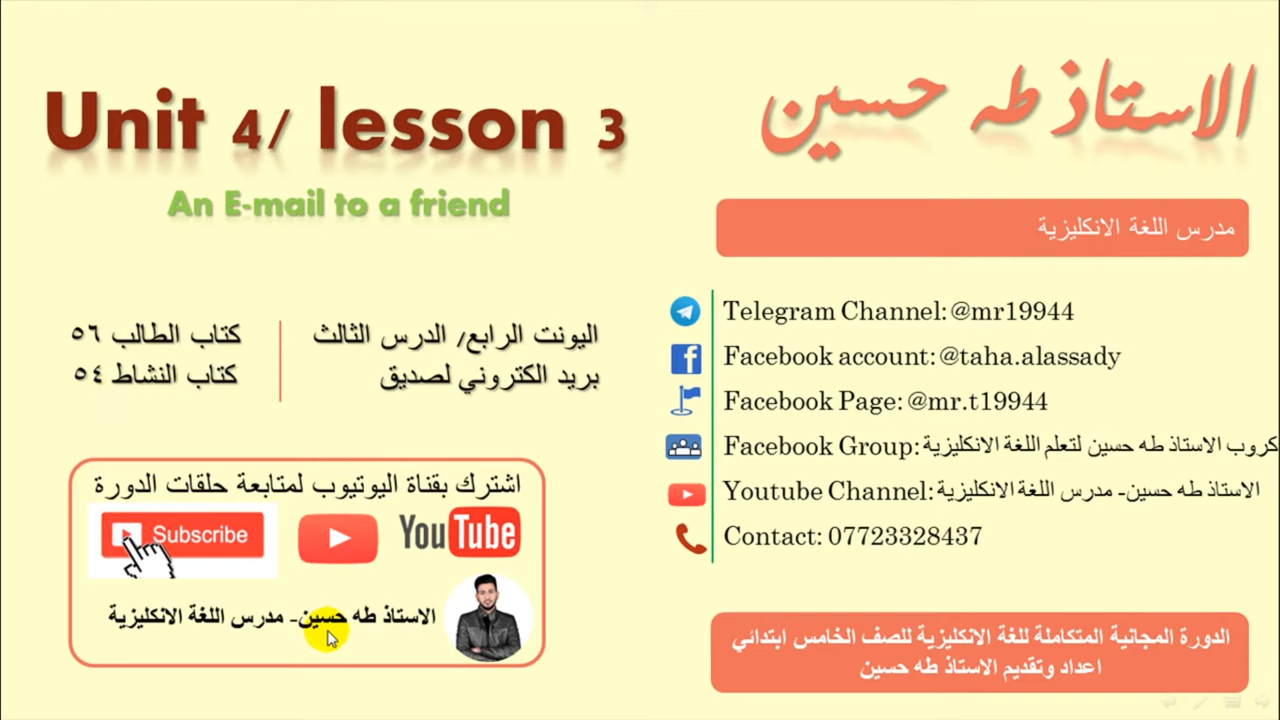 Unit 4/ lesson 3
An E-mail to a friend
اليونت الرابع/ الدرس الثالث
بريد الكتروني لصديق
كتاب الطالب ٥٦
كتاب النشاط ٥٤
اشترك بقناة اليوتيوب لمتابعة حلقات الدورة
Subscribe
YouTube
الاستاذ طه حسين- مدرس اللغة الانكليزية
الاستاذ طه حسين
مدرس اللغة الانكليزية
Telegram Channel: @mr19944
Facebook account: @taha.alassady
Facebook Page: @mr.t19944
Facebook Group: كروب الاستاذ طه حسين لتعلم اللغة الانكليزية
Youtube Channel: الاستاذ طه حسين- مدرس اللغة الانكليزية
Contact: 07723328437
الدورة المجانية المتكاملة للغة الانكليزية للصف الخامس ابتدائي
اعداد وتقديم الاستاذ طه حسين